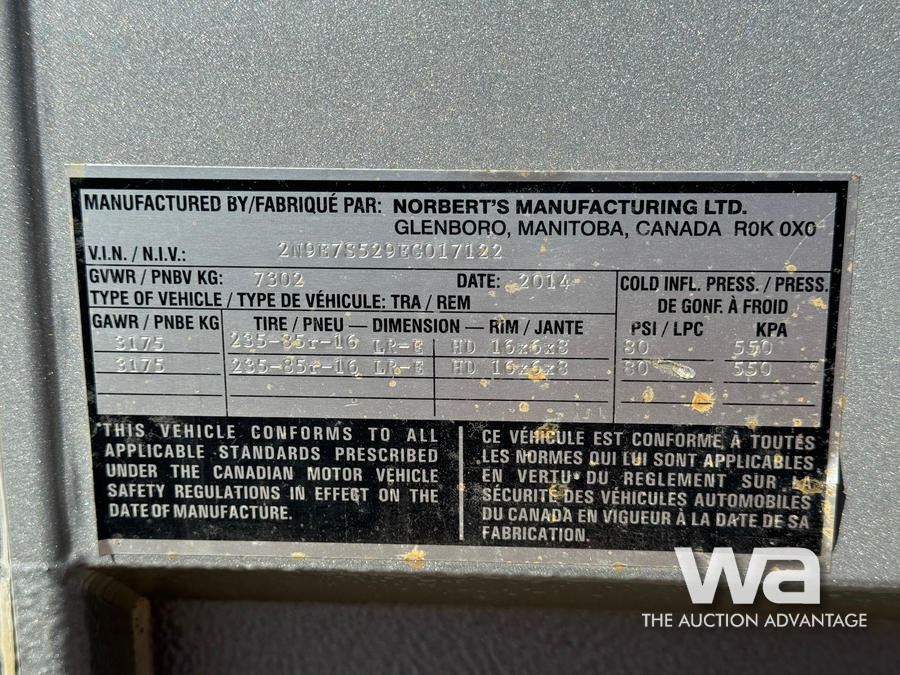 MANUFACTURED BY/FABRIQUÉ PAR: NORBERT'S MANUFACTURING LTD.
GLENBORO, MANITOBA, CANADA R0K 0X0
V.I.N. / N.I.V.: 2N9E7S529EG017122
GVWR / PNBV KG: 7302 DATE: 2014
TYPE OF VEHICLE / TYPE DE VÉHICULE: TRA / REM
COLD INFL. PRESS. / PRESS.
DE GONF. À FROID
GAWR / PNBE KG TIRE / PNEU — DIMENSION — RIM / JANTE PSI / LPC KPA
3175 235-85r-16 LR-E HD 16x6x8 80 550
3175 235-85r-16 LR-E HD 16x6x8 80 550
THIS VEHICLE CONFORMS TO ALL
APPLICABLE STANDARDS PRESCRIBED
UNDER THE CANADIAN MOTOR VEHICLE
SAFETY REGULATIONS IN EFFECT ON THE
DATE OF MANUFACTURE.
CE VÉHICULE EST CONFORME À TOUTES
LES NORMES QUI LUI SONT APPLICABLES
EN VERTU DU REGLEMENT SUR LA
SÉCURITÉ DES VÉHICULES AUTOMOBILES
DU CANADA EN VIGUEUR À LA DATE DE SA
FABRICATION.
wa
THE AUCTION ADVANTAGE